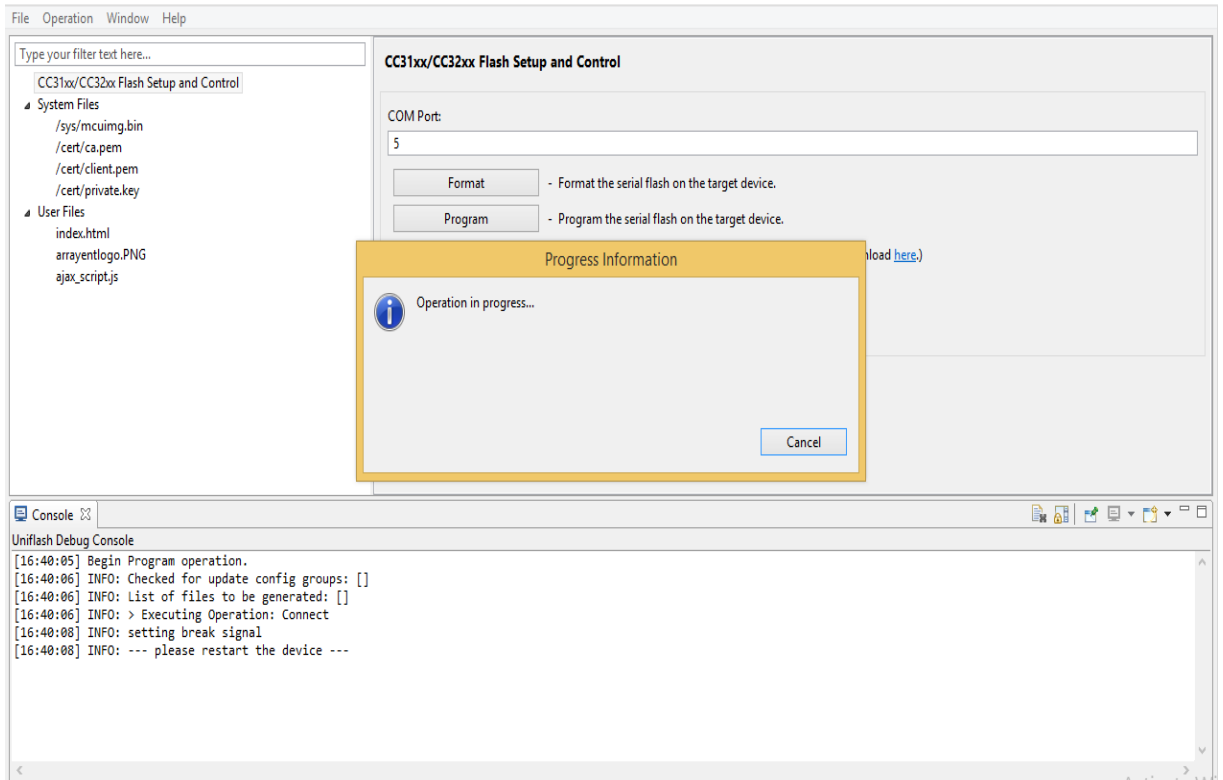 File Operation Window Help
Type your filter text here...
CC31xx/CC32xx Flash Setup and Control
System Files
/sys/mcuimg.bin
/cert/ca.pem
/cert/client.pem
/cert/private.key
User Files
index.html
arrayentlogo.PNG
ajax_script.js
CC31xx/CC32xx Flash Setup and Control
COM Port:
5
Format - Format the serial flash on the target device.
Program - Program the serial flash on the target device.
here.)
Progress Information
Operation in progress...
Cancel
Console
Uniflash Debug Console
[16:40:05] Begin Program operation.
[16:40:06] INFO: Checked for update config groups: []
[16:40:06] INFO: List of files to be generated: []
[16:40:06] INFO: > Executing Operation: Connect
[16:40:08] INFO: setting break signal
[16:40:08] INFO: --- please restart the device ---